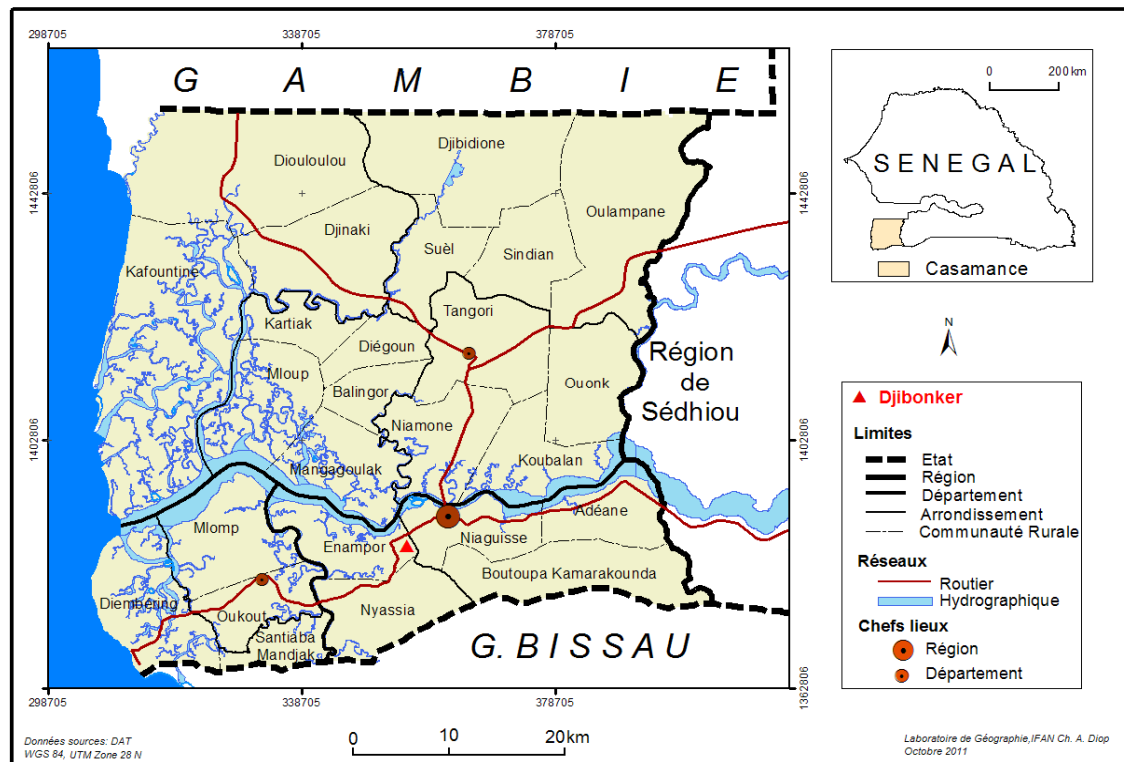 298705
338705
378705
G A M B I E
0
200 km
Djibidione
Diouloulou
SENEGAL
1442806
1442806
Oulampane
Djinaki
Suèl
Sindian
Kafountine
Casamance
Tangori
Kartiak
N
Diégoun
Région
de
Sédhiou
Mloup
Ouonk
Balingor
Djibonker
Niamone
Limites
1402806
1402806
Koubalan
Etat
Mangagoulak
Région
Département
Adéane
Arrondissement
Mlomp
Communauté Rurale
Niaguisse
Enampor
Réseaux
Boutoupa Kamarakounda
Routier
Diembéring
Nyassia
Hydrographique
Oukout
Chefs lieux
Santiaba
Mandjak
G. BISSAU
Région
Département
1362806
1362806
298705
338705
378705
Données sources: DAT
WGS 84, UTM Zone 28 N
0
10
20km
Laboratoire de Géographie,IFAN Ch. A. Diop
Octobre 2011